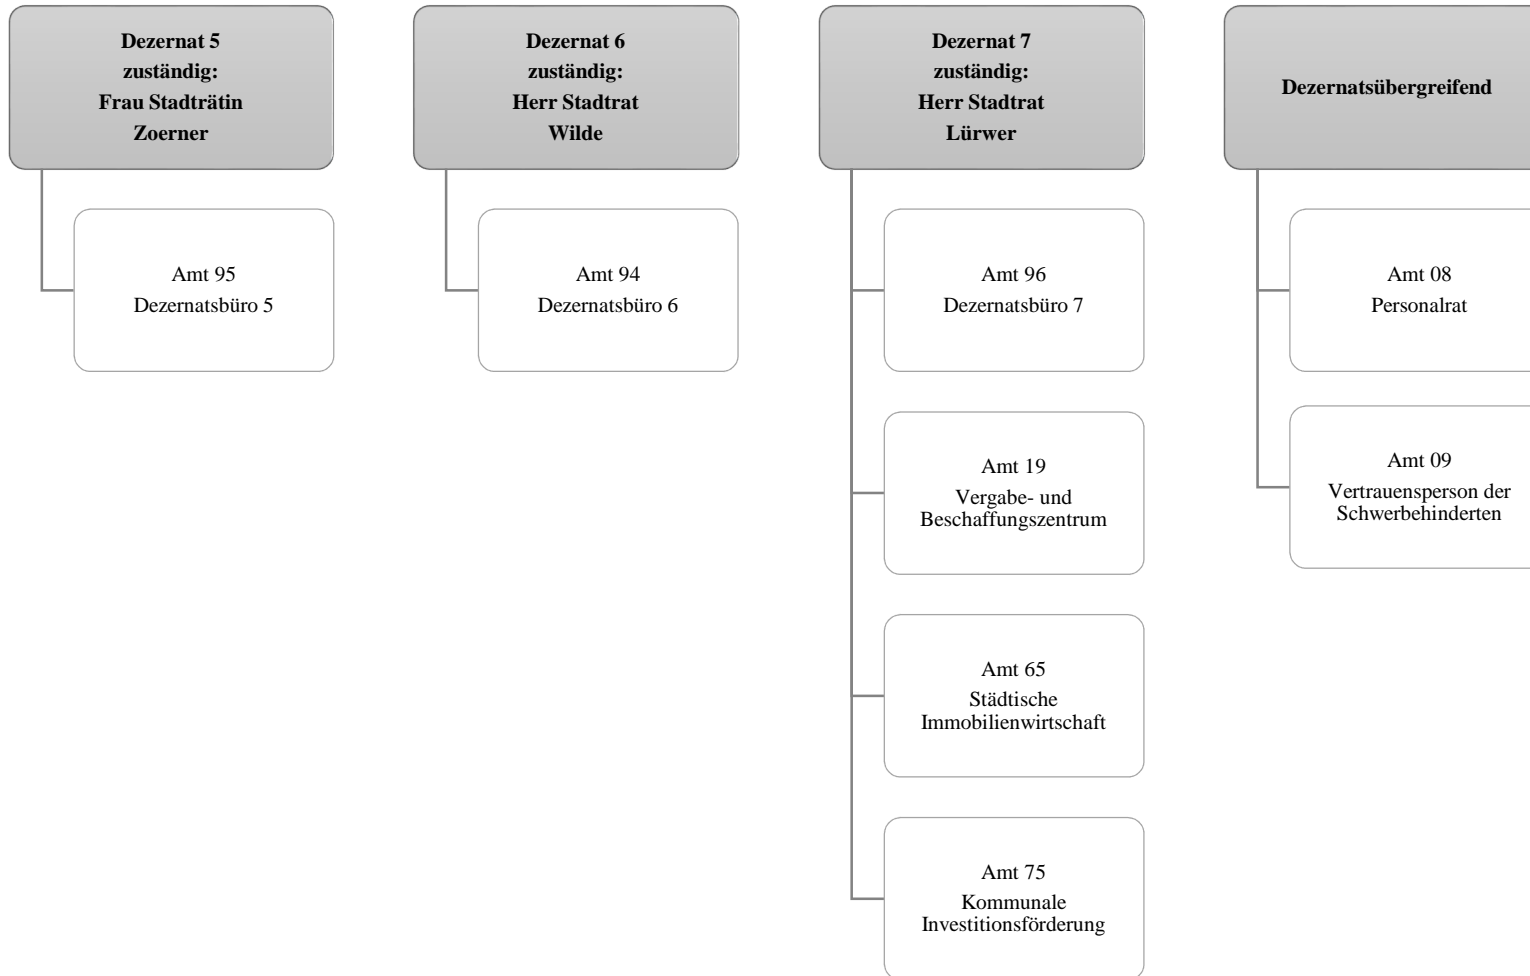 Dezernat 5
zuständig:
Frau Stadträtin
Zoerner
Amt 95
Dezernatsbüro 5
Dezernat 6
zuständig:
Herr Stadtrat
Wilde
Amt 94
Dezernatsbüro 6
Dezernat 7
zuständig:
Herr Stadtrat
Lürwer
Amt 96
Dezernatsbüro 7
Amt 19
Vergabe- und
Beschaffungszentrum
Amt 65
Städtische
Immobilienwirtschaft
Amt 75
Kommunale
Investitionsförderung
Dezernatsübergreifend
Amt 08
Personalrat
Amt 09
Vertrauensperson der
Schwerbehinderten